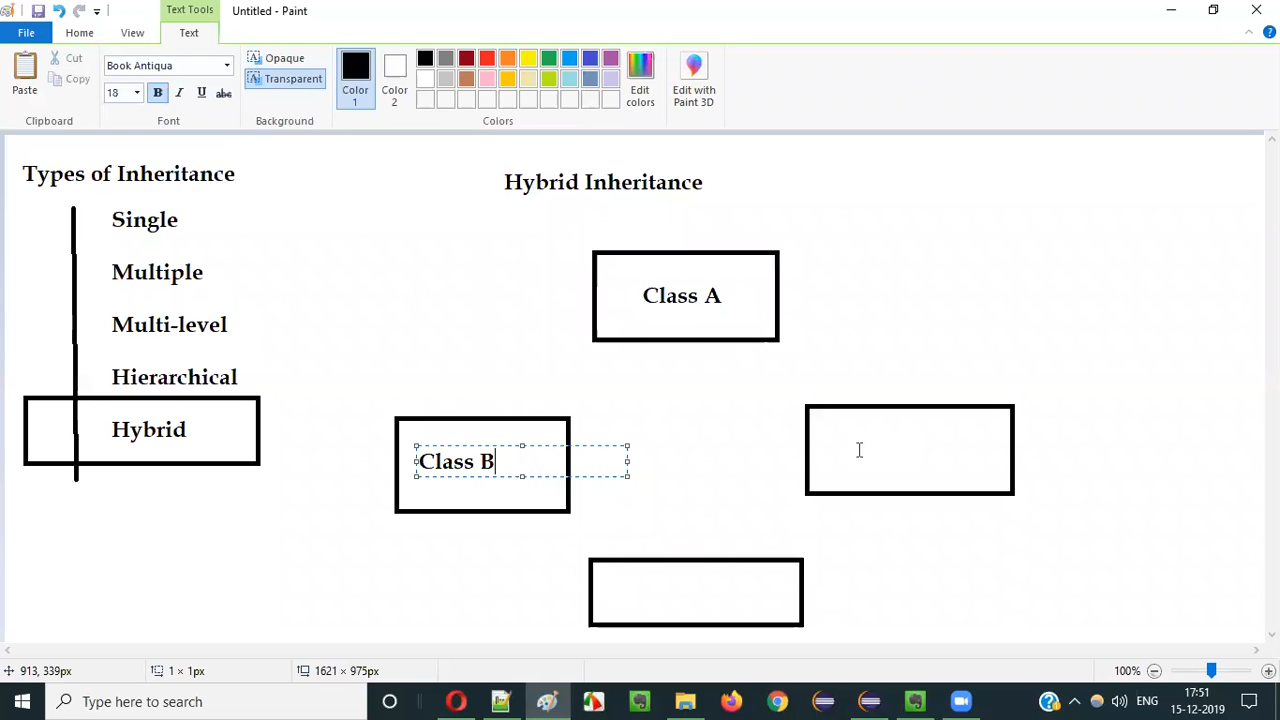 Untitled - Paint
Text Tools
File
Home
View
Text
Paste
Cut
Copy
Clipboard
Book Antiqua
18
B
I
U
abc
Font
Opaque
Transparent
Background
Color 1
Color 2
Edit colors
Edit with Paint 3D
Colors
Types of Inheritance
Single
Multiple
Multi-level
Hierarchical
Hybrid
Hybrid Inheritance
Class A
Class B
913, 339px
1 × 1px
1621 × 975px
100%
Type here to search
ENG
17:51
15-12-2019